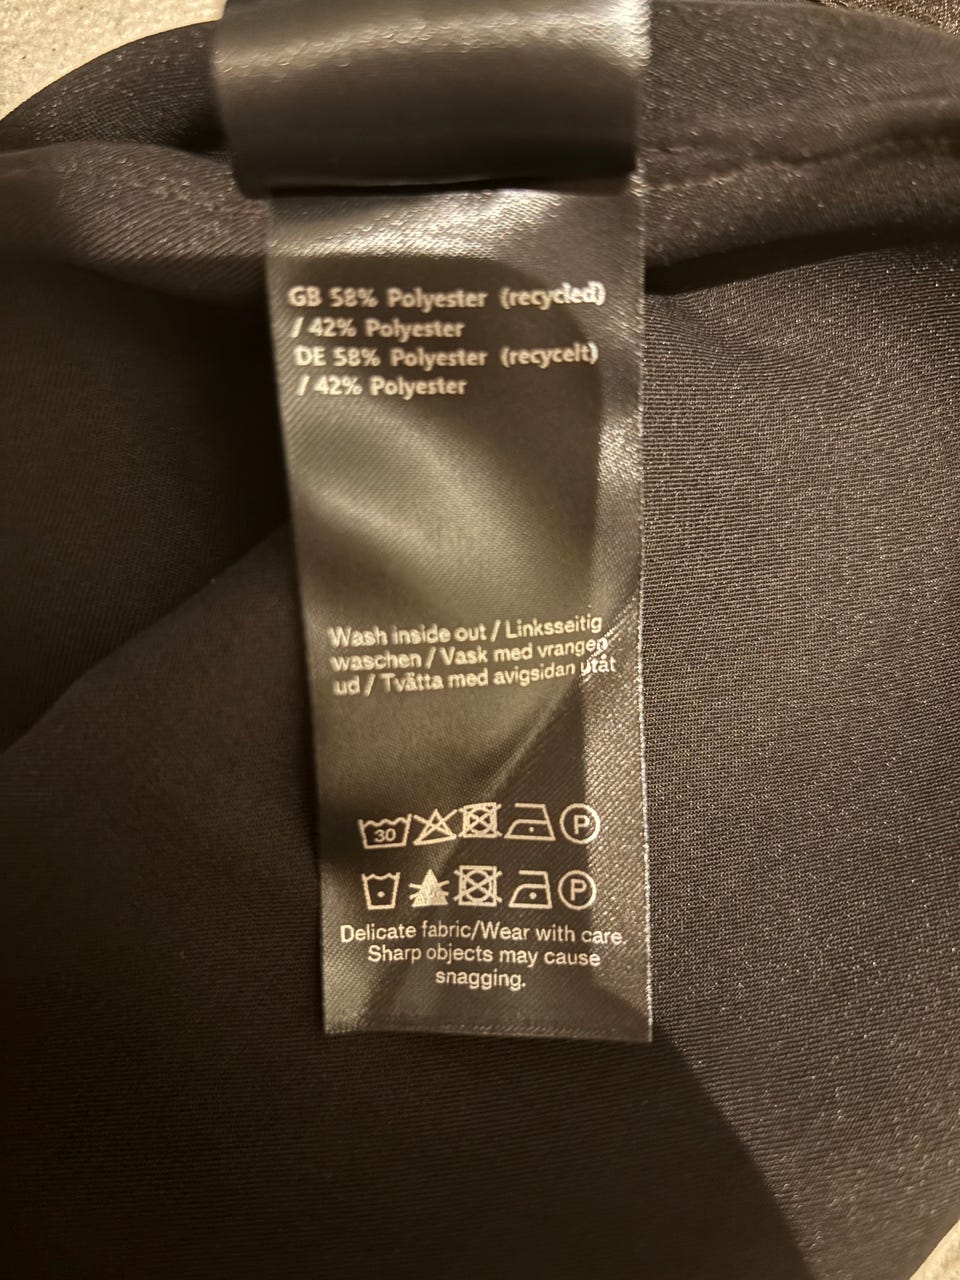 GB 58% Polyester (recycled)
/ 42% Polyester
DE 58% Polyester (recycelt)
/ 42% Polyester
Wash inside out / Linksseitig
waschen / Vask med vrangen
ud / Tvätta med avigsidan utåt
30 P
P
Delicate fabric/Wear with care.
Sharp objects may cause
snagging.